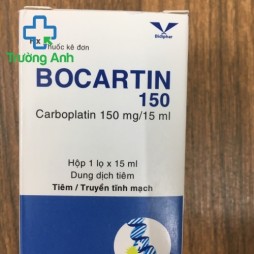 Rx Thuốc kê đơn
Bidiphar
Trường Anh
BOCARTIN
150
Carboplatin 150 mg/15 ml
Hộp 1 lọ x 15 ml
Dung dịch tiêm
Tiêm / Truyền tĩnh mạch